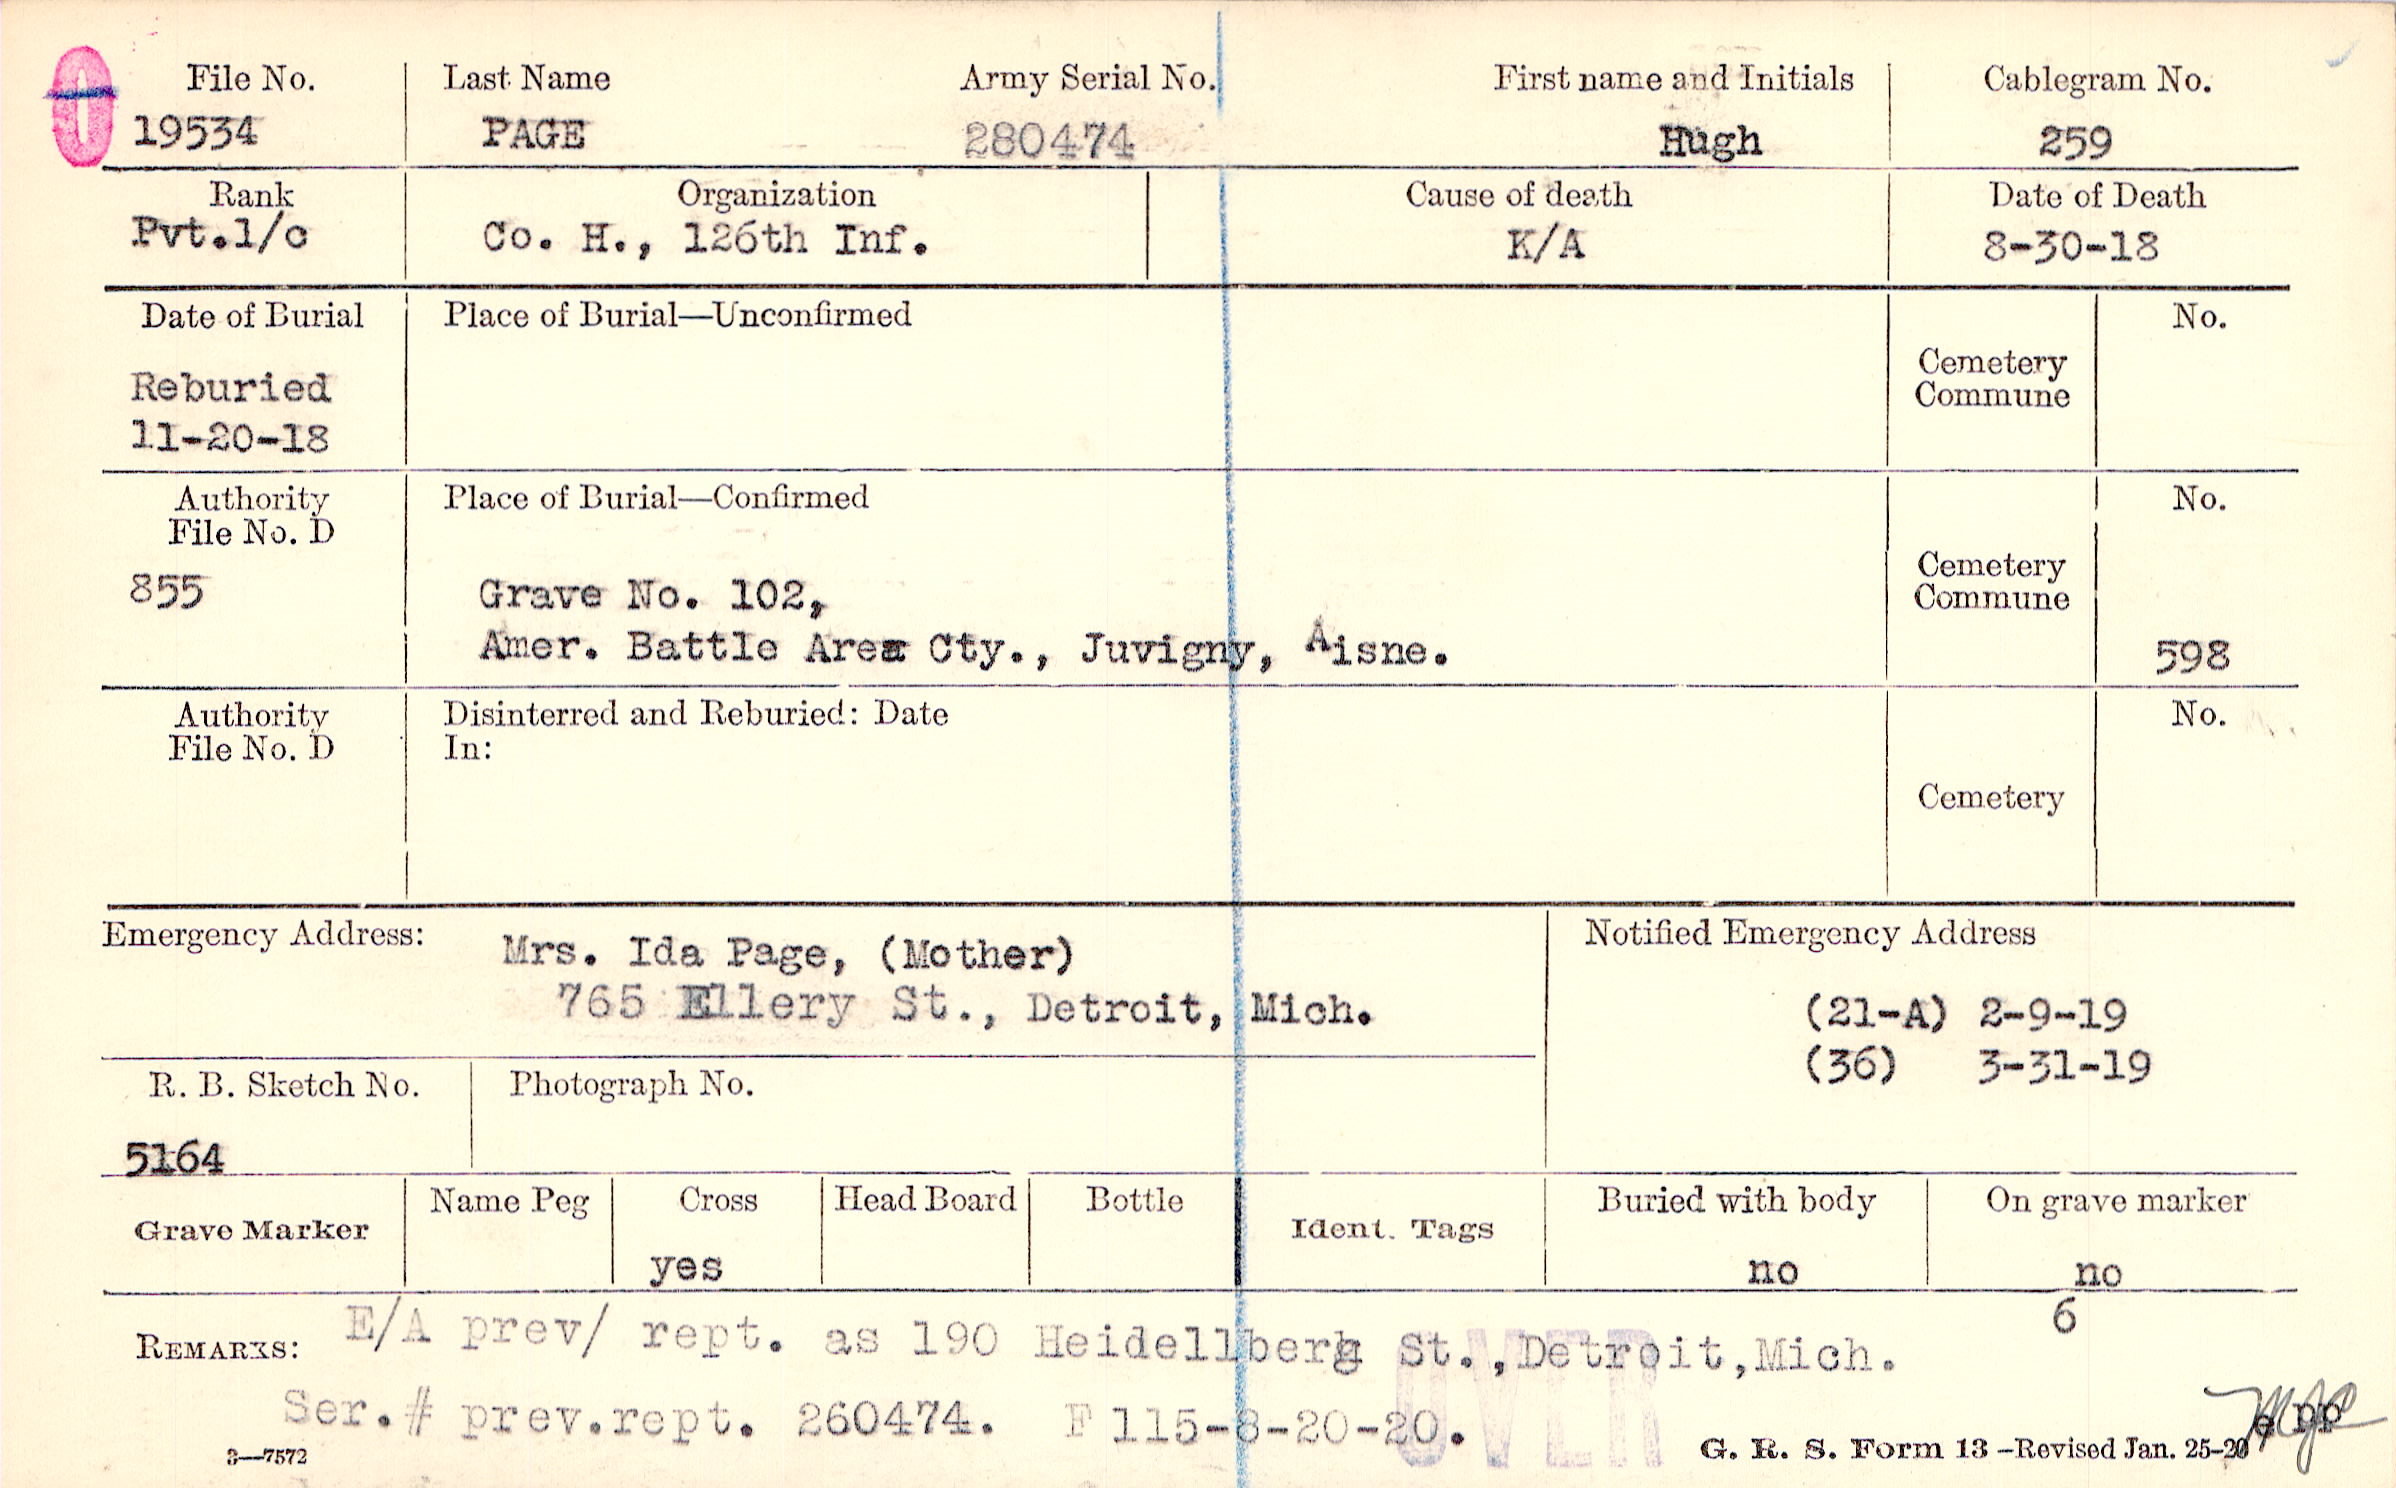 File No. Last Name Army Serial No. First name and Initials Cablegram No.
19534 PAGE 280474 Hugh 259
Rank Organization Cause of death Date of Death
Pvt.1/c Co. H., 126th Inf. K/A 8-30-18
Date of Burial Place of Burial—Unconfirmed No.
Cemetery
Commune
Reburied
11-20-18
Authority Place of Burial—Confirmed No.
File No. D
Cemetery
Commune
855 Grave No. 102,
Amer. Battle Area Cty., Juvigny, Aisne. 598
Authority Disinterred and Reburied: Date No.
File No. D In:
Cemetery
Emergency Address: Mrs. Ida Page, (Mother) Notified Emergency Address
765 Ellery St., Detroit, Mich. (21-A) 2-9-19
(36) 3-31-19
R. B. Sketch No. Photograph No.
5164
Grave Marker Name Peg Cross Head Board Bottle Ident. Tags Buried with body On grave marker
yes no no
6
REMARKS: E/A prev/ rept. as 190 Heidellberg St.,Detroit,Mich.
Ser.# prev.rept. 260474. F 115-8-20-20.
OVER
3—7572 G. R. S. Form 13 —Revised Jan. 25-20